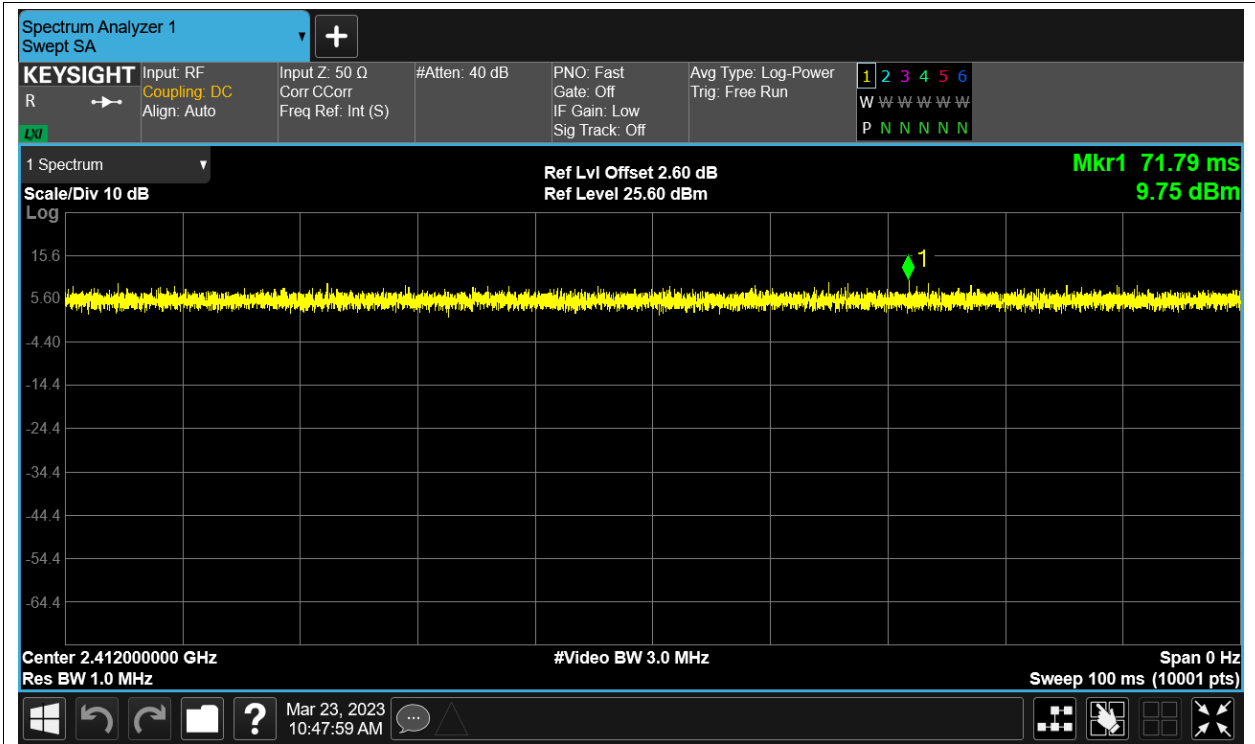 Spectrum Analyzer 1
Swept SA
KEYSIGHT
R
LXI
Input: RF
Coupling: DC
Align: Auto
Input Z: 50 Ω
Corr CCorr
Freq Ref: Int (S)
#Atten: 40 dB
PNO: Fast
Gate: Off
IF Gain: Low
Sig Track: Off
Avg Type: Log-Power
Trig: Free Run
1 2 3 4 5 6
W W W W W W
P N N N N N
1 Spectrum
Scale/Div 10 dB
Log
Ref Lvl Offset 2.60 dB
Ref Level 25.60 dBm
Mkr1 71.79 ms
9.75 dBm
1
15.6
5.60
-4.40
-14.4
-24.4
-34.4
-44.4
-54.4
-64.4
Center 2.412000000 GHz
Res BW 1.0 MHz
#Video BW 3.0 MHz
Span 0 Hz
Sweep 100 ms (10001 pts)
?
Mar 23, 2023
10:47:59 AM